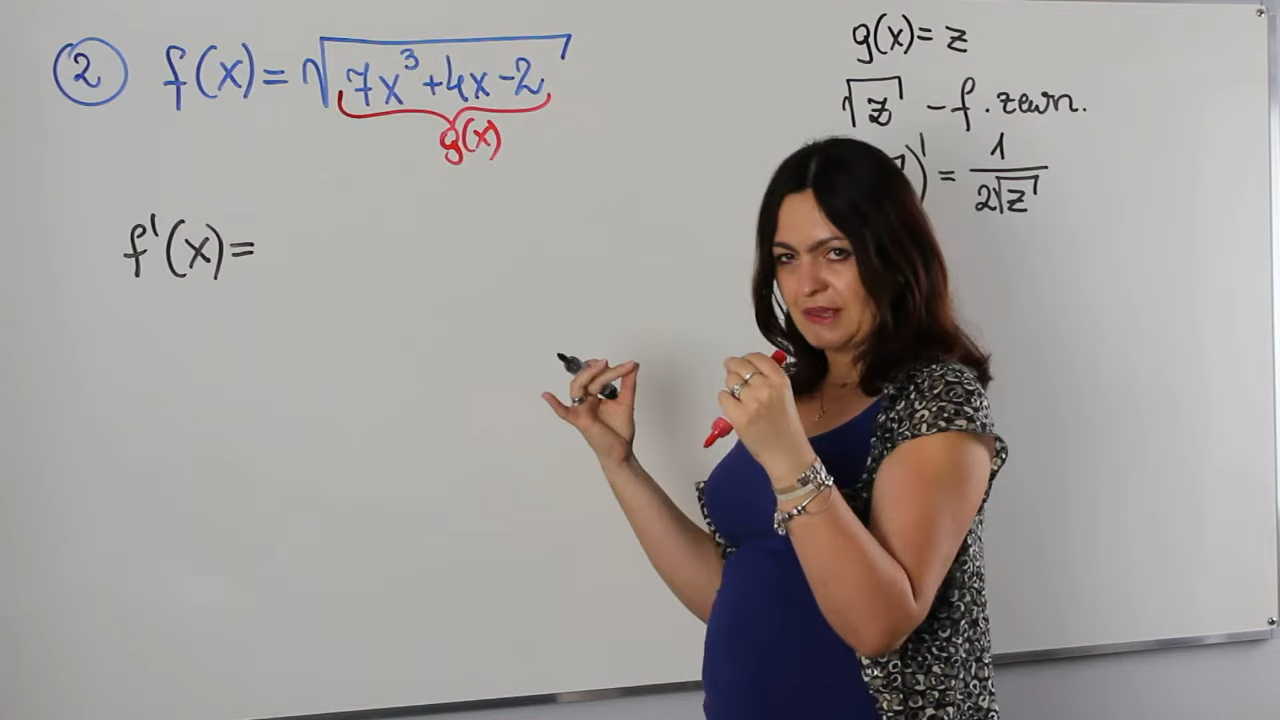 2 f(x)=√(7x³+4x-2)
g(x)
f'(x)=
g(x)=z
√z - f. zewn.
)' = 1/(2√z)